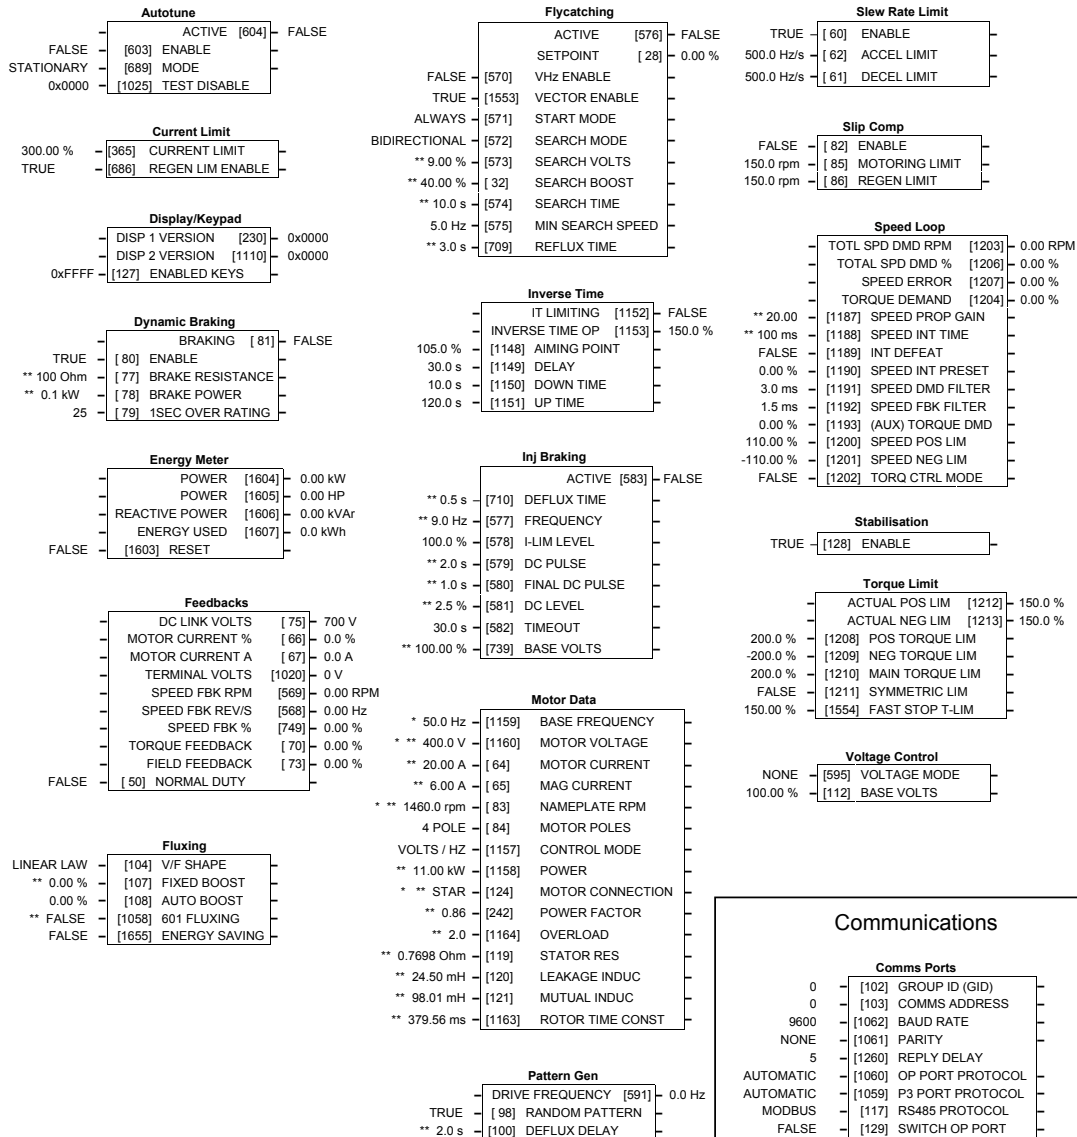 Autotune
ACTIVE [604] – FALSE
FALSE – [603] ENABLE
STATIONARY – [689] MODE
0x0000 – [1025] TEST DISABLE
Current Limit
300.00 % – [365] CURRENT LIMIT
TRUE – [686] REGEN LIM ENABLE
Display/Keypad
DISP 1 VERSION [230] – 0x0000
DISP 2 VERSION [1110] – 0x0000
0xFFFF – [127] ENABLED KEYS
Dynamic Braking
BRAKING [ 81] – FALSE
TRUE – [ 80] ENABLE
** 100 Ohm – [ 77] BRAKE RESISTANCE
** 0.1 kW – [ 78] BRAKE POWER
25 – [ 79] 1SEC OVER RATING
Energy Meter
POWER [1604] – 0.00 kW
POWER [1605] – 0.00 HP
REACTIVE POWER [1606] – 0.00 kVAr
ENERGY USED [1607] – 0.0 kWh
FALSE – [1603] RESET
Feedbacks
DC LINK VOLTS [ 75] – 700 V
MOTOR CURRENT % [ 66] – 0.0 %
MOTOR CURRENT A [ 67] – 0.0 A
TERMINAL VOLTS [1020] – 0 V
SPEED FBK RPM [569] – 0.00 RPM
SPEED FBK REV/S [568] – 0.00 Hz
SPEED FBK % [749] – 0.00 %
TORQUE FEEDBACK [ 70] – 0.00 %
FIELD FEEDBACK [ 73] – 0.00 %
FALSE – [ 50] NORMAL DUTY
Fluxing
LINEAR LAW – [104] V/F SHAPE
** 0.00 % – [107] FIXED BOOST
0.00 % – [108] AUTO BOOST
** FALSE – [1058] 601 FLUXING
FALSE – [1655] ENERGY SAVING
Flycatching
ACTIVE [576] – FALSE
SETPOINT [ 28] – 0.00 %
FALSE – [570] VHz ENABLE
TRUE – [1553] VECTOR ENABLE
ALWAYS – [571] START MODE
BIDIRECTIONAL – [572] SEARCH MODE
** 9.00 % – [573] SEARCH VOLTS
** 40.00 % – [ 32] SEARCH BOOST
** 10.0 s – [574] SEARCH TIME
5.0 Hz – [575] MIN SEARCH SPEED
** 3.0 s – [709] REFLUX TIME
Inverse Time
IT LIMITING [1152] – FALSE
INVERSE TIME OP [1153] – 150.0 %
105.0 % – [1148] AIMING POINT
30.0 s – [1149] DELAY
10.0 s – [1150] DOWN TIME
120.0 s – [1151] UP TIME
Inj Braking
ACTIVE [583] – FALSE
** 0.5 s – [710] DEFLUX TIME
** 9.0 Hz – [577] FREQUENCY
100.0 % – [578] I-LIM LEVEL
** 2.0 s – [579] DC PULSE
** 1.0 s – [580] FINAL DC PULSE
** 2.5 % – [581] DC LEVEL
30.0 s – [582] TIMEOUT
** 100.00 % – [739] BASE VOLTS
Motor Data
* 50.0 Hz – [1159] BASE FREQUENCY
* ** 400.0 V – [1160] MOTOR VOLTAGE
** 20.00 A – [ 64] MOTOR CURRENT
** 6.00 A – [ 65] MAG CURRENT
* ** 1460.0 rpm – [ 83] NAMEPLATE RPM
4 POLE – [ 84] MOTOR POLES
VOLTS / HZ – [1157] CONTROL MODE
** 11.00 kW – [1158] POWER
* ** STAR – [124] MOTOR CONNECTION
** 0.86 – [242] POWER FACTOR
** 2.0 – [1164] OVERLOAD
** 0.7698 Ohm – [119] STATOR RES
** 24.50 mH – [120] LEAKAGE INDUC
** 98.01 mH – [121] MUTUAL INDUC
** 379.56 ms – [1163] ROTOR TIME CONST
Pattern Gen
DRIVE FREQUENCY [591] – 0.0 Hz
TRUE – [ 98] RANDOM PATTERN
** 2.0 s – [100] DEFLUX DELAY
Slew Rate Limit
TRUE – [ 60] ENABLE
500.0 Hz/s – [ 62] ACCEL LIMIT
500.0 Hz/s – [ 61] DECEL LIMIT
Slip Comp
FALSE – [ 82] ENABLE
150.0 rpm – [ 85] MOTORING LIMIT
150.0 rpm – [ 86] REGEN LIMIT
Speed Loop
TOTL SPD DMD RPM [1203] – 0.00 RPM
TOTAL SPD DMD % [1206] – 0.00 %
SPEED ERROR [1207] – 0.00 %
TORQUE DEMAND [1204] – 0.00 %
** 20.00 – [1187] SPEED PROP GAIN
** 100 ms – [1188] SPEED INT TIME
FALSE – [1189] INT DEFEAT
0.00 % – [1190] SPEED INT PRESET
3.0 ms – [1191] SPEED DMD FILTER
1.5 ms – [1192] SPEED FBK FILTER
0.00 % – [1193] (AUX) TORQUE DMD
110.00 % – [1200] SPEED POS LIM
-110.00 % – [1201] SPEED NEG LIM
FALSE – [1202] TORQ CTRL MODE
Stabilisation
TRUE – [128] ENABLE
Torque Limit
ACTUAL POS LIM [1212] – 150.0 %
ACTUAL NEG LIM [1213] – 150.0 %
200.0 % – [1208] POS TORQUE LIM
-200.0 % – [1209] NEG TORQUE LIM
200.0 % – [1210] MAIN TORQUE LIM
FALSE – [1211] SYMMETRIC LIM
150.00 % – [1554] FAST STOP T-LIM
Voltage Control
NONE – [595] VOLTAGE MODE
100.00 % – [112] BASE VOLTS
Communications
Comms Ports
0 – [102] GROUP ID (GID)
0 – [103] COMMS ADDRESS
9600 – [1062] BAUD RATE
NONE – [1061] PARITY
5 – [1260] REPLY DELAY
AUTOMATIC – [1060] OP PORT PROTOCOL
AUTOMATIC – [1059] P3 PORT PROTOCOL
MODBUS – [117] RS485 PROTOCOL
FALSE – [129] SWITCH OP PORT